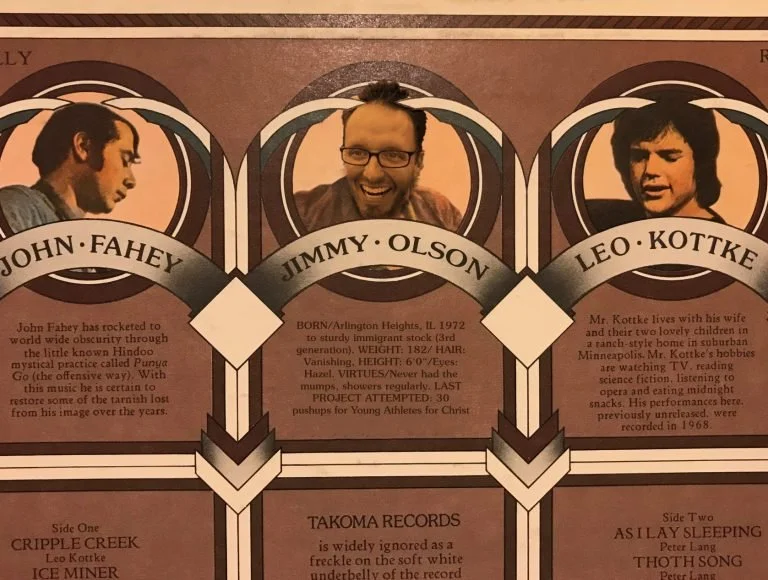 LLY
R
JOHN · FAHEY
John Fahey has rocketed to
world wide obscurity through
the little known Hindoo
mystical practice called Punya
Go (the offensive way). With
this music he is certain to
restore some of the tarnish lost
from his image over the years.
JIMMY · OLSON
BORN/Arlington Heights, IL 1972
to sturdy immigrant stock (3rd
generation). WEIGHT: 182/ HAIR:
Vanishing, HEIGHT: 6'0"/Eyes:
Hazel. VIRTUES/Never had the
mumps, showers regularly. LAST
PROJECT ATTEMPTED: 30
pushups for Young Athletes for Christ
LEO · KOTTKE
Mr. Kottke lives with his wife
and their two lovely children in
a ranch-style home in suburban
Minneapolis. Mr. Kottke's hobbies
are watching TV, reading
science fiction, listening to
opera and eating midnight
snacks. His performances here,
previously unreleased, were
recorded in 1968.
Side One
CRIPPLE CREEK
Leo Kottke
ICE MINER
TAKOMA RECORDS
is widely ignored as a
freckle on the soft white
underbelly of the record
Side Two
AS I LAY SLEEPING
Peter Lang
THOTH SONG
Peter Lang